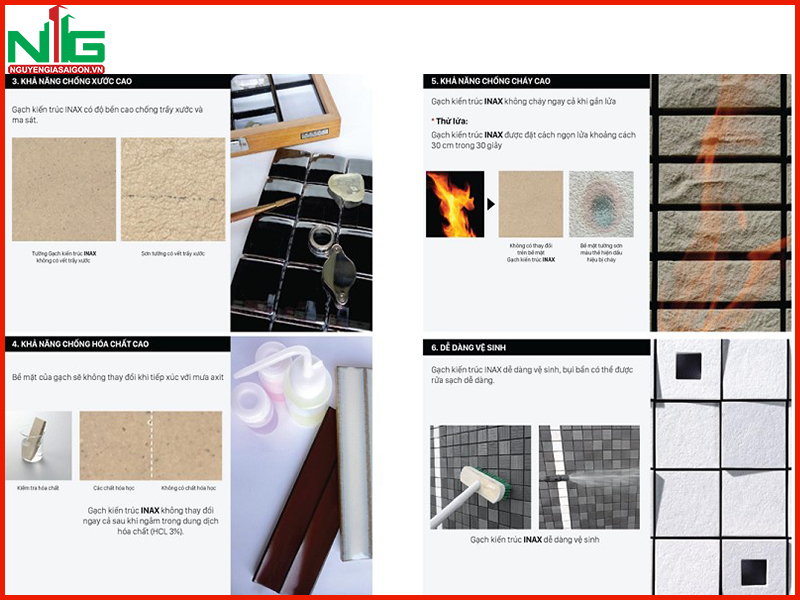 NTG
NGUYENGIASAIGON.VN
3. KHẢ NĂNG CHỐNG XƯỚC CAO
Gạch kiến trúc INAX có độ bền cao chống trầy xước và
ma sát.
Tường Gạch kiến trúc INAX
không có vết trầy xước
Sơn tường có vết trầy xước
4. KHẢ NĂNG CHỐNG HÓA CHẤT CAO
Bề mặt của gạch sẽ không thay đổi khi tiếp xúc với mưa axit
Kiểm tra hóa chất
Các chất hóa học
Không có chất hóa học
Gạch kiến trúc INAX không thay đổi
ngay cả sau khi ngâm trong dung dịch
hóa chất (HCL 3%).
5. KHẢ NĂNG CHỐNG CHÁY CAO
Gạch kiến trúc INAX không cháy ngay cả khi gần lửa
* Thử lửa:
Gạch kiến trúc INAX được đặt cách ngọn lửa khoảng cách
30 cm trong 30 giây
Không có thay đổi
trên bề mặt
Gạch kiến trúc INAX
Bề mặt tường sơn
màu thể hiện dấu
hiệu bị cháy
6. DỄ DÀNG VỆ SINH
Gạch kiến trúc INAX dễ dàng vệ sinh, bụi bẩn có thể được
rửa sạch dễ dàng.
Gạch kiến trúc INAX dễ dàng vệ sinh